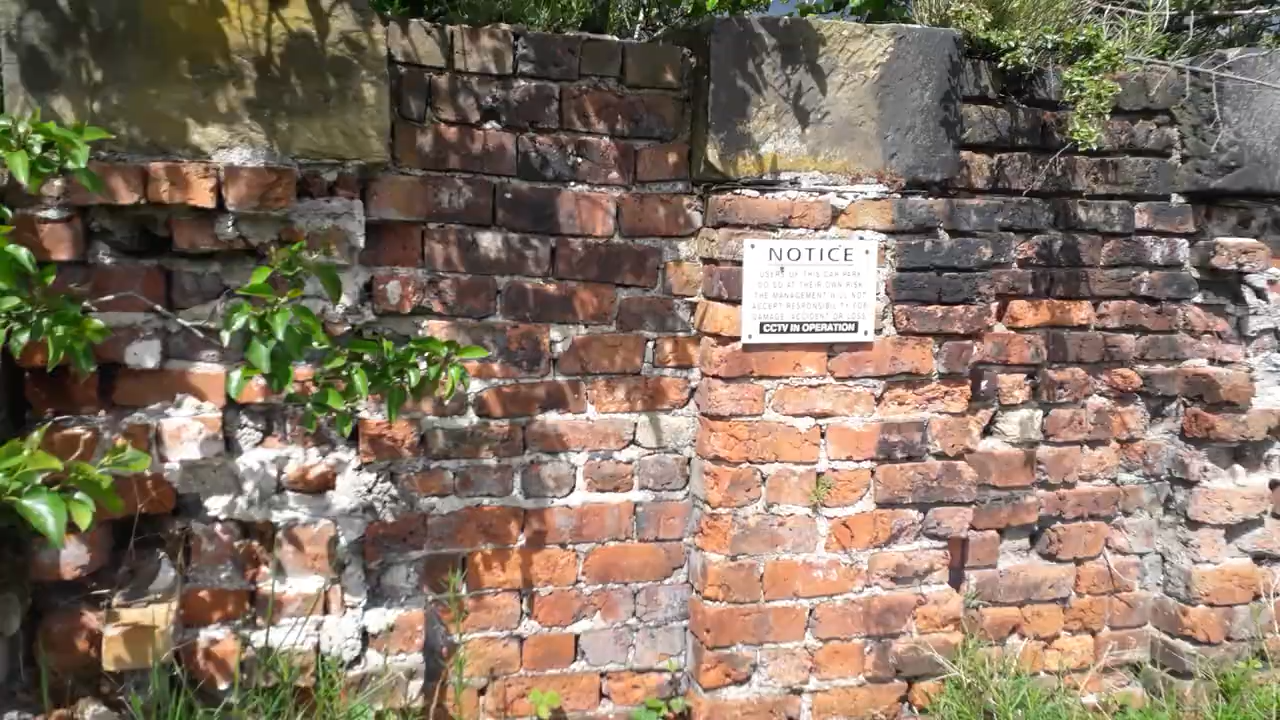 NOTICE
USERS OF THIS CAR PARK
DO SO AT THEIR OWN RISK
THE MANAGEMENT WILL NOT
ACCEPT RESPONSIBILITY FOR
DAMAGE, ACCIDENT OR LOSS
CCTV IN OPERATION